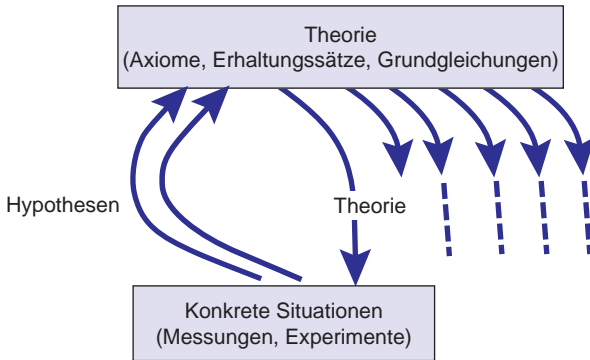 Theorie
(Axiome, Erhaltungssätze, Grundgleichungen)
Hypothesen
Theorie
Konkrete Situationen
(Messungen, Experimente)